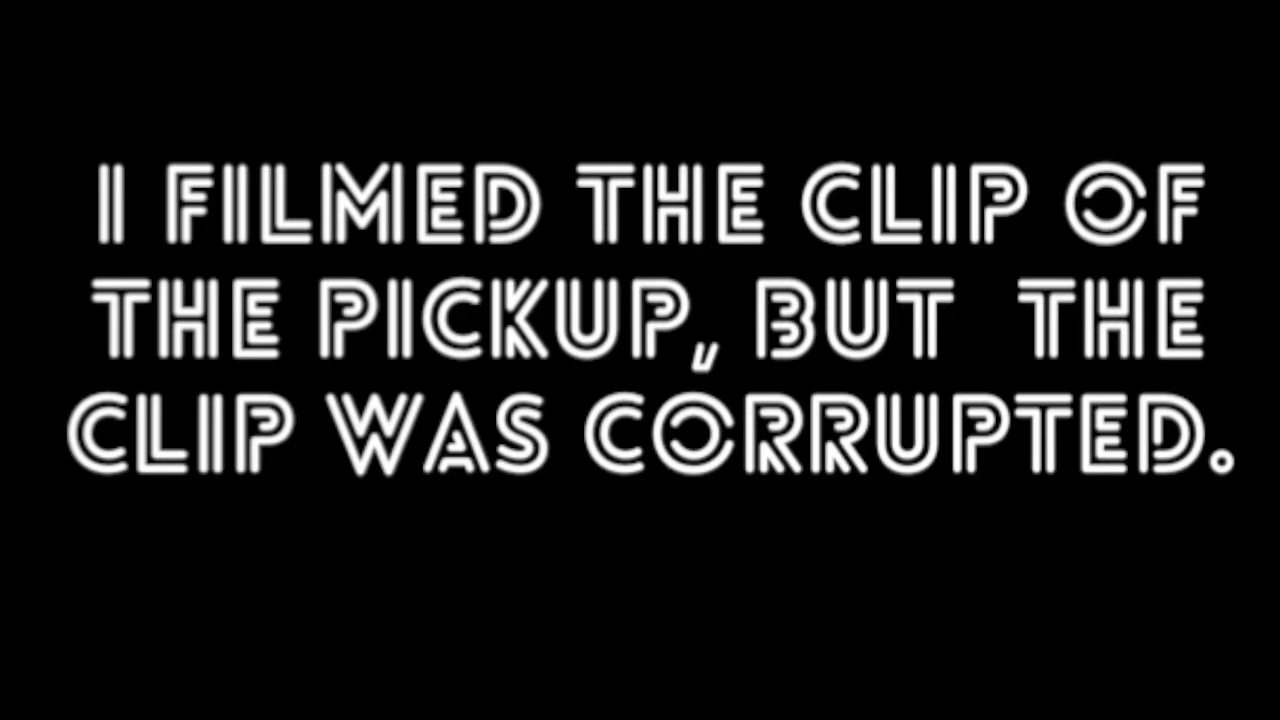 I FILMED THE CLIP OF
THE PICKUP, BUT  THE
CLIP WAS CORRUPTED.